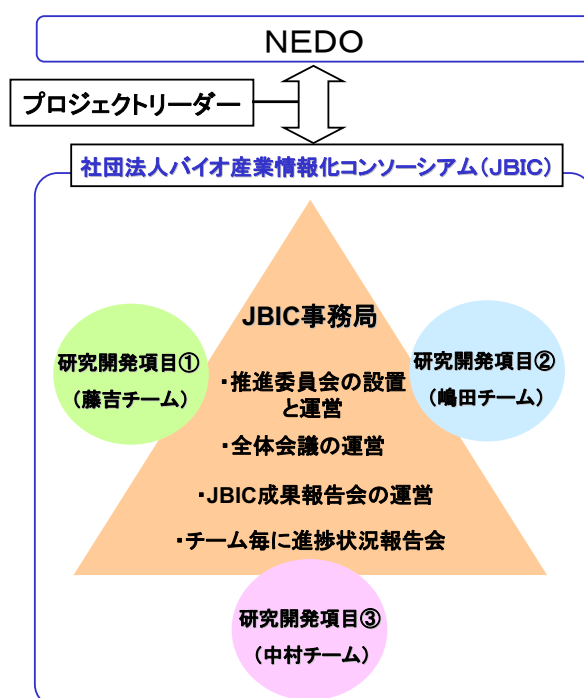 NEDO
プロジェクトリーダー
社団法人バイオ産業情報化コンソーシアム（JBIC）
JBIC事務局
研究開発項目①
（藤吉チーム）
研究開発項目②
（嶋田チーム）
・推進委員会の設置
と運営
・全体会議の運営
・JBIC成果報告会の運営
・チーム毎に進捗状況報告会
研究開発項目③
（中村チーム）